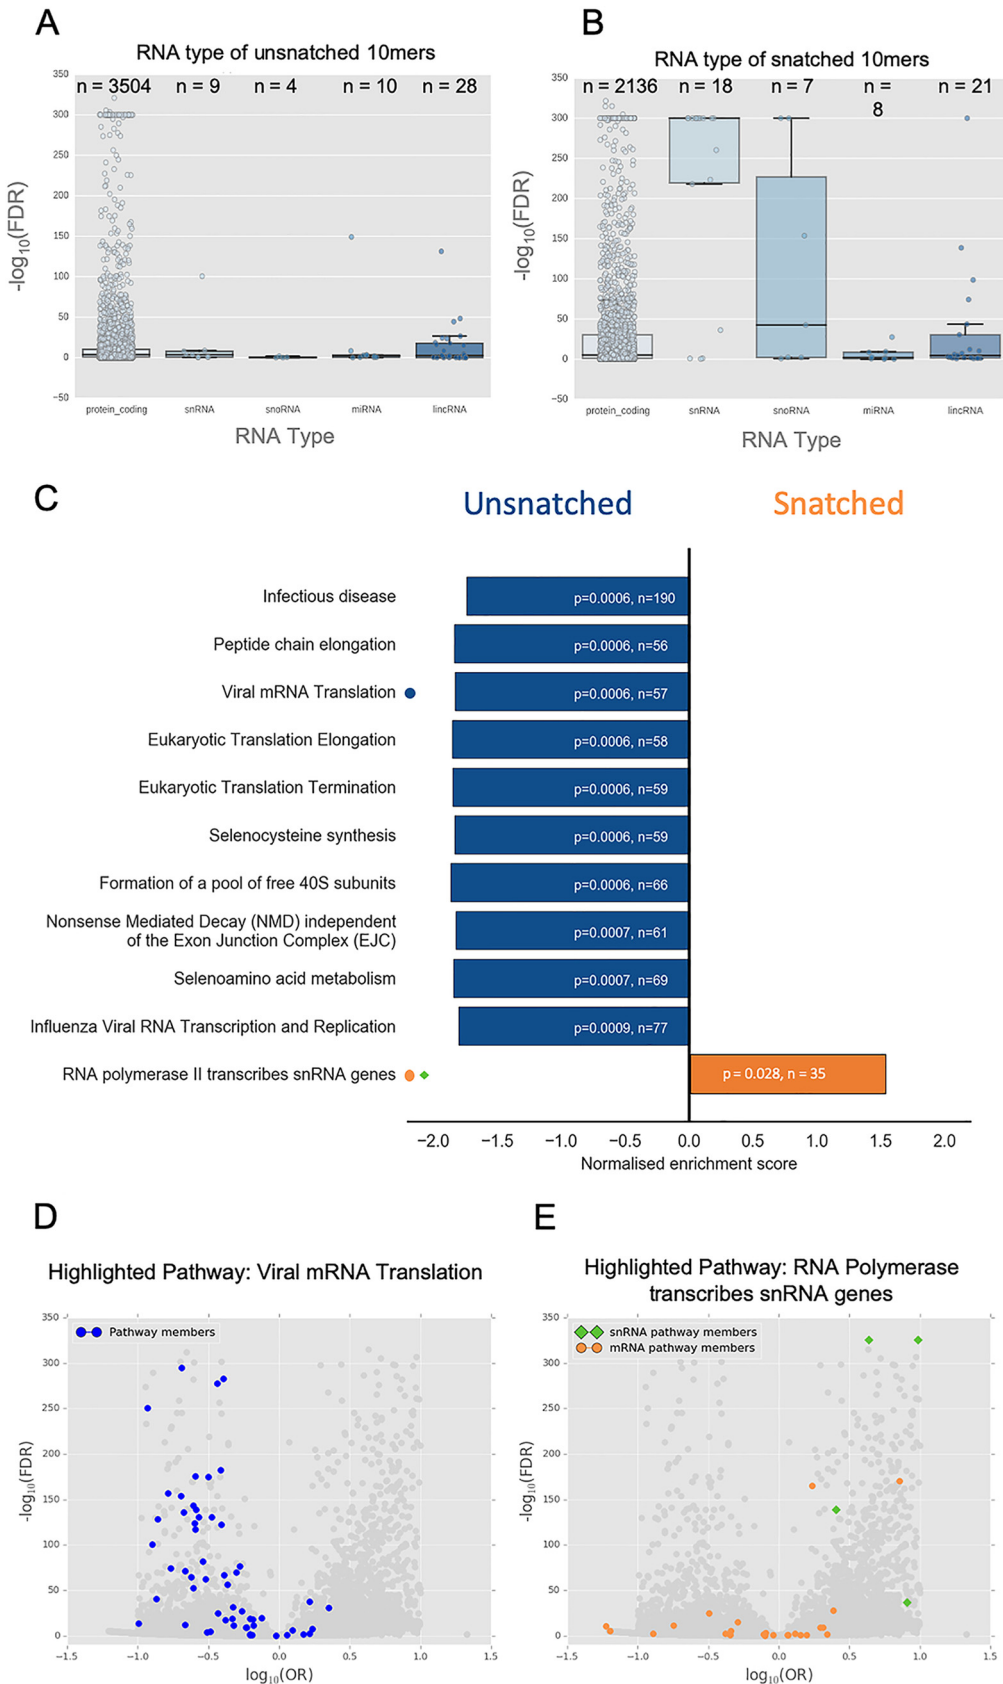 A
RNA type of unsnatched 10mers
n = 3504
n = 9
n = 4
n = 10
n = 28
350
300
250
200
150
100
50
0
−50
-log10(FDR)
protein_coding
snRNA
snoRNA
miRNA
lincRNA
RNA Type
B
RNA type of snatched 10mers
n = 2136
n = 18
n = 7
n =
8
n = 21
350
300
250
200
150
100
50
0
−50
-log10(FDR)
protein_coding
snRNA
snoRNA
miRNA
lincRNA
RNA Type
C
Unsnatched
Snatched
Infectious disease
p=0.0006, n=190
Peptide chain elongation
p=0.0006, n=56
Viral mRNA Translation
p=0.0006, n=57
Eukaryotic Translation Elongation
p=0.0006, n=58
Eukaryotic Translation Termination
p=0.0006, n=59
Selenocysteine synthesis
p=0.0006, n=59
Formation of a pool of free 40S subunits
p=0.0006, n=66
Nonsense Mediated Decay (NMD) independent
of the Exon Junction Complex (EJC)
p=0.0007, n=61
Selenoamino acid metabolism
p=0.0007, n=69
Influenza Viral RNA Transcription and Replication
p=0.0009, n=77
RNA polymerase II transcribes snRNA genes
p = 0.028, n = 35
−2.0
−1.5
−1.0
−0.5
0.0
0.5
1.0
1.5
2.0
Normalised enrichment score
D
Highlighted Pathway: Viral mRNA Translation
Pathway members
350
300
250
200
150
100
50
0
-log10(FDR)
−1.5
−1.0
−0.5
0.0
0.5
1.0
1.5
log10(OR)
E
Highlighted Pathway: RNA Polymerase
transcribes snRNA genes
snRNA pathway members
mRNA pathway members
350
300
250
200
150
100
50
0
-log10(FDR)
−1.5
−1.0
−0.5
0.0
0.5
1.0
1.5
log10(OR)